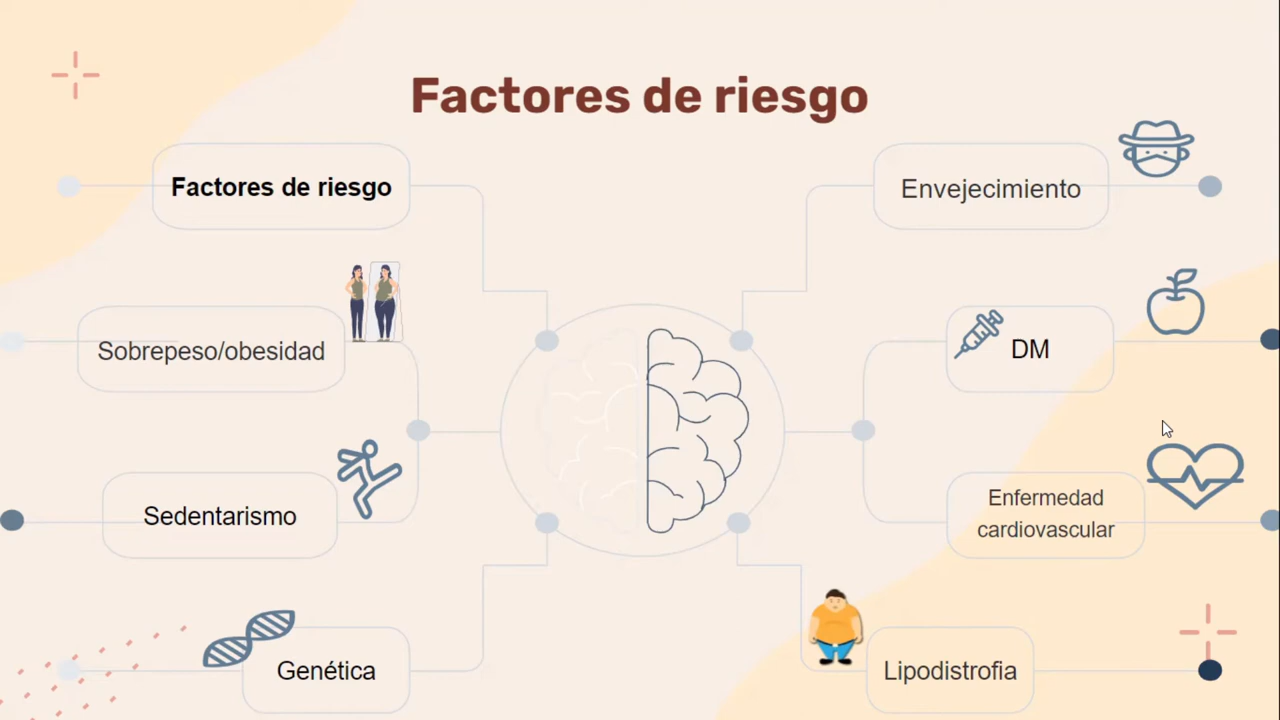 Factores de riesgo
Factores de riesgo
Sobrepeso/obesidad
Sedentarismo
Genética
Envejecimiento
DM
Enfermedad
cardiovascular
Lipodistrofia